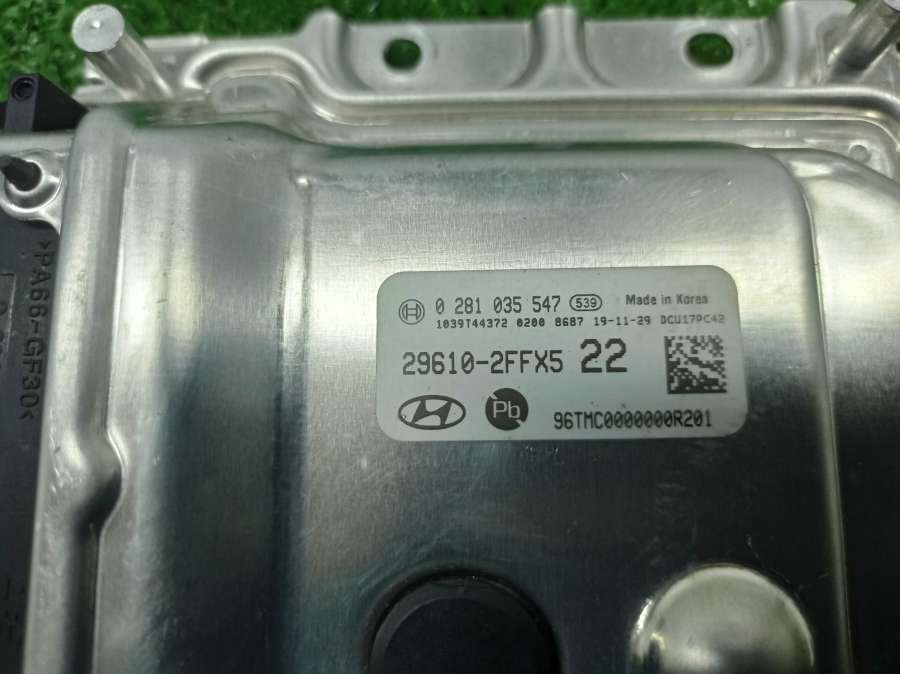 0 281 035 547 539 Made in Korea
1039T44372 0200 8687 19-11-29 DCU17PC42
29610-2FFX5 22
Pb
96TMC0000000R201
>PA66-GF30<